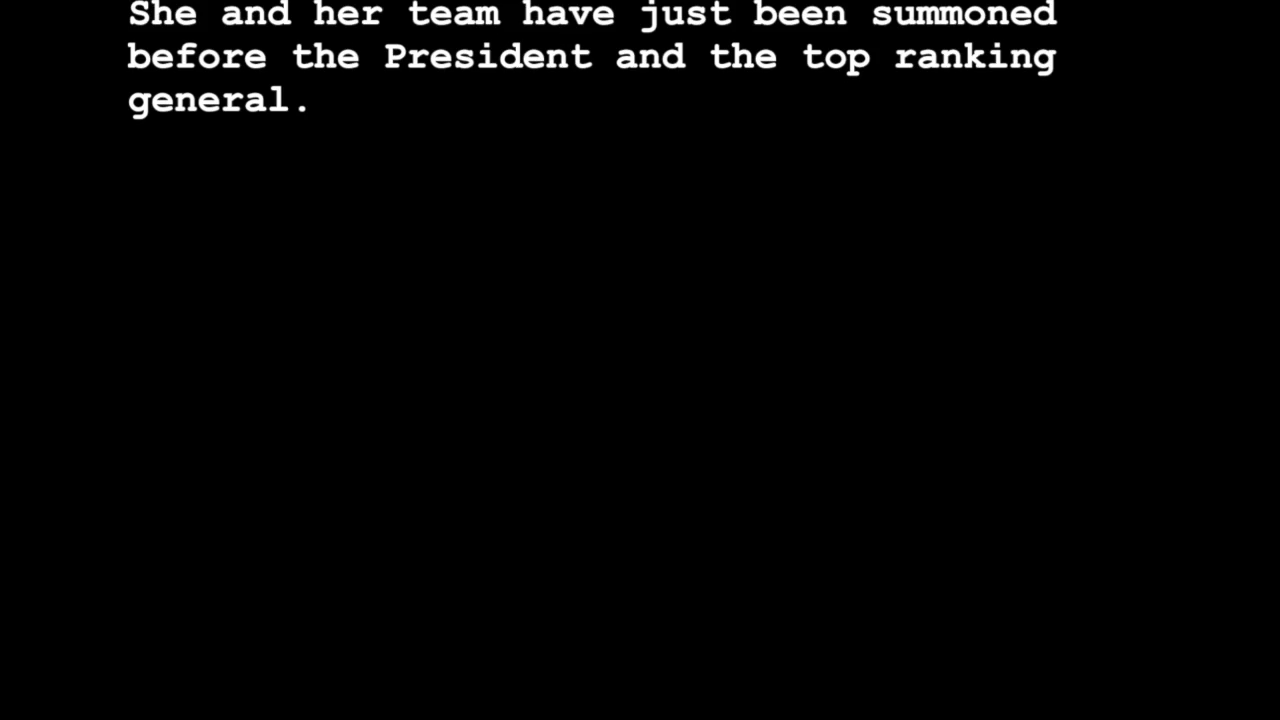 She and her team have just been summoned
before the President and the top ranking
general.